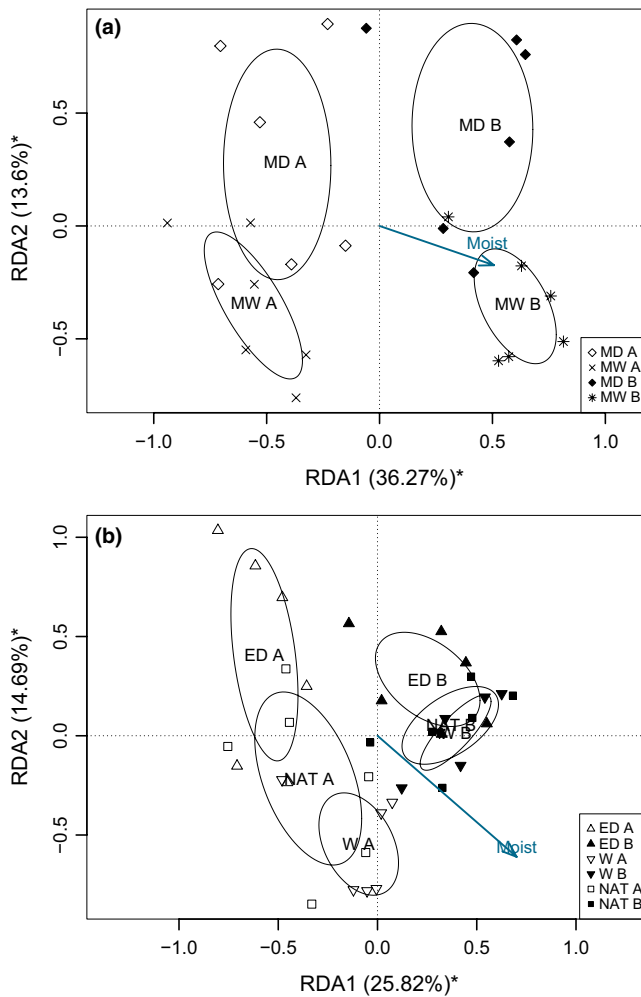 (a)
MD A
MD B
MW A
MW B
Moist
MD A
MW A
MD B
MW B
0.5
0.0
−0.5
−1.0
−0.5
0.0
0.5
1.0
RDA2 (13.6%)*
RDA1 (36.27%)*
(b)
ED A
ED B
NAT A
NAT B
W B
W A
Moist
ED A
ED B
W A
W B
NAT A
NAT B
1.0
0.5
0.0
−0.5
−1.0
−0.5
0.0
0.5
1.0
RDA2 (14.69%)*
RDA1 (25.82%)*